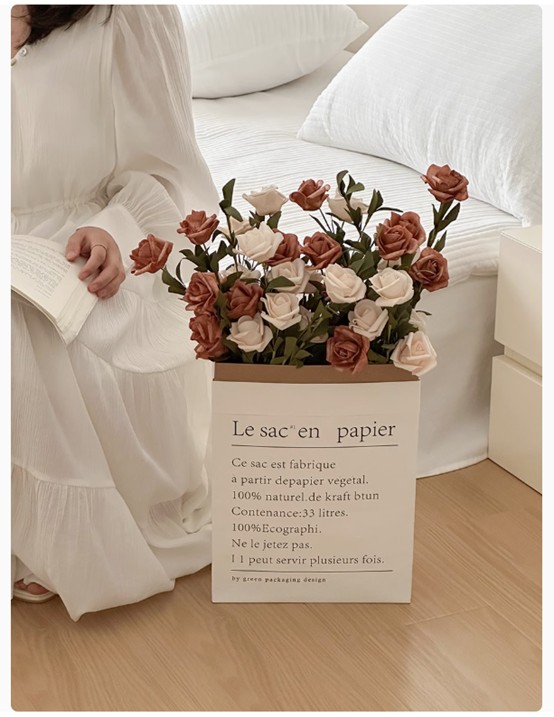 Le sac en papier
Ce sac est fabrique
à partir depapier vegetal.
100% naturel.de kraft btun
Contenance:33 litres.
100%Ecographi.
Ne le jetez pas.
I 1 peut servir plusieurs fois.
by green packaging design